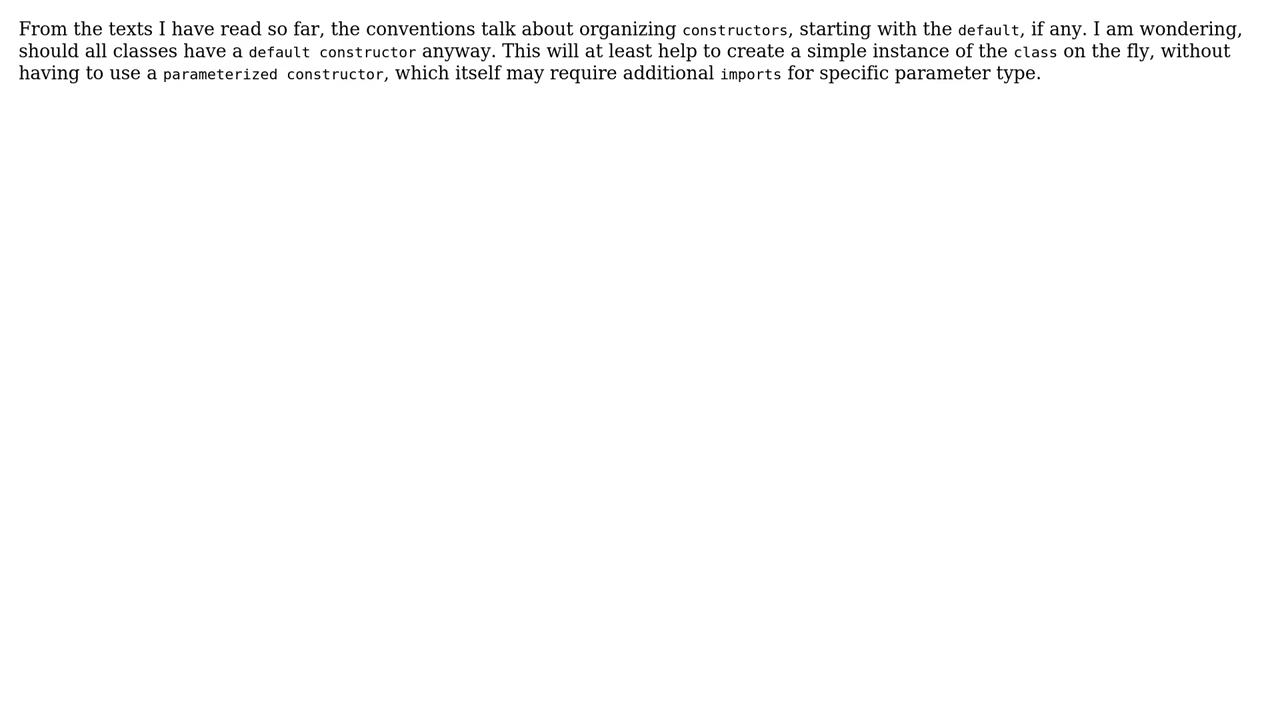 From the texts I have read so far, the conventions talk about organizing constructors, starting with the default, if any. I am wondering,
should all classes have a default constructor anyway. This will at least help to create a simple instance of the class on the fly, without
having to use a parameterized constructor, which itself may require additional imports for specific parameter type.